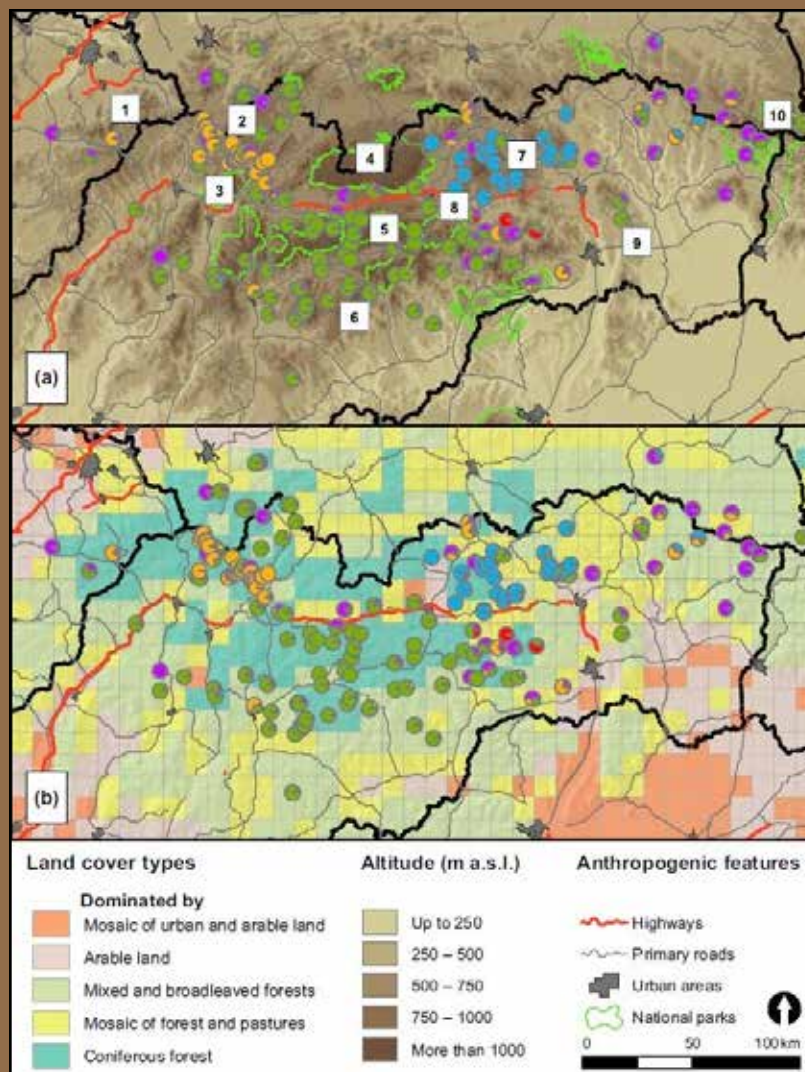 1
2
10
4
7
3
8
5
9
6
(a)
(b)
Land cover types
Dominated by
Mosaic of urban and arable land
Arable land
Mixed and broadleaved forests
Mosaic of forest and pastures
Coniferous forest
Altitude (m a.s.l.)
Up to 250
250 – 500
500 – 750
750 – 1000
More than 1000
Anthropogenic features
Highways
Primary roads
Urban areas
National parks
0 50 100 km